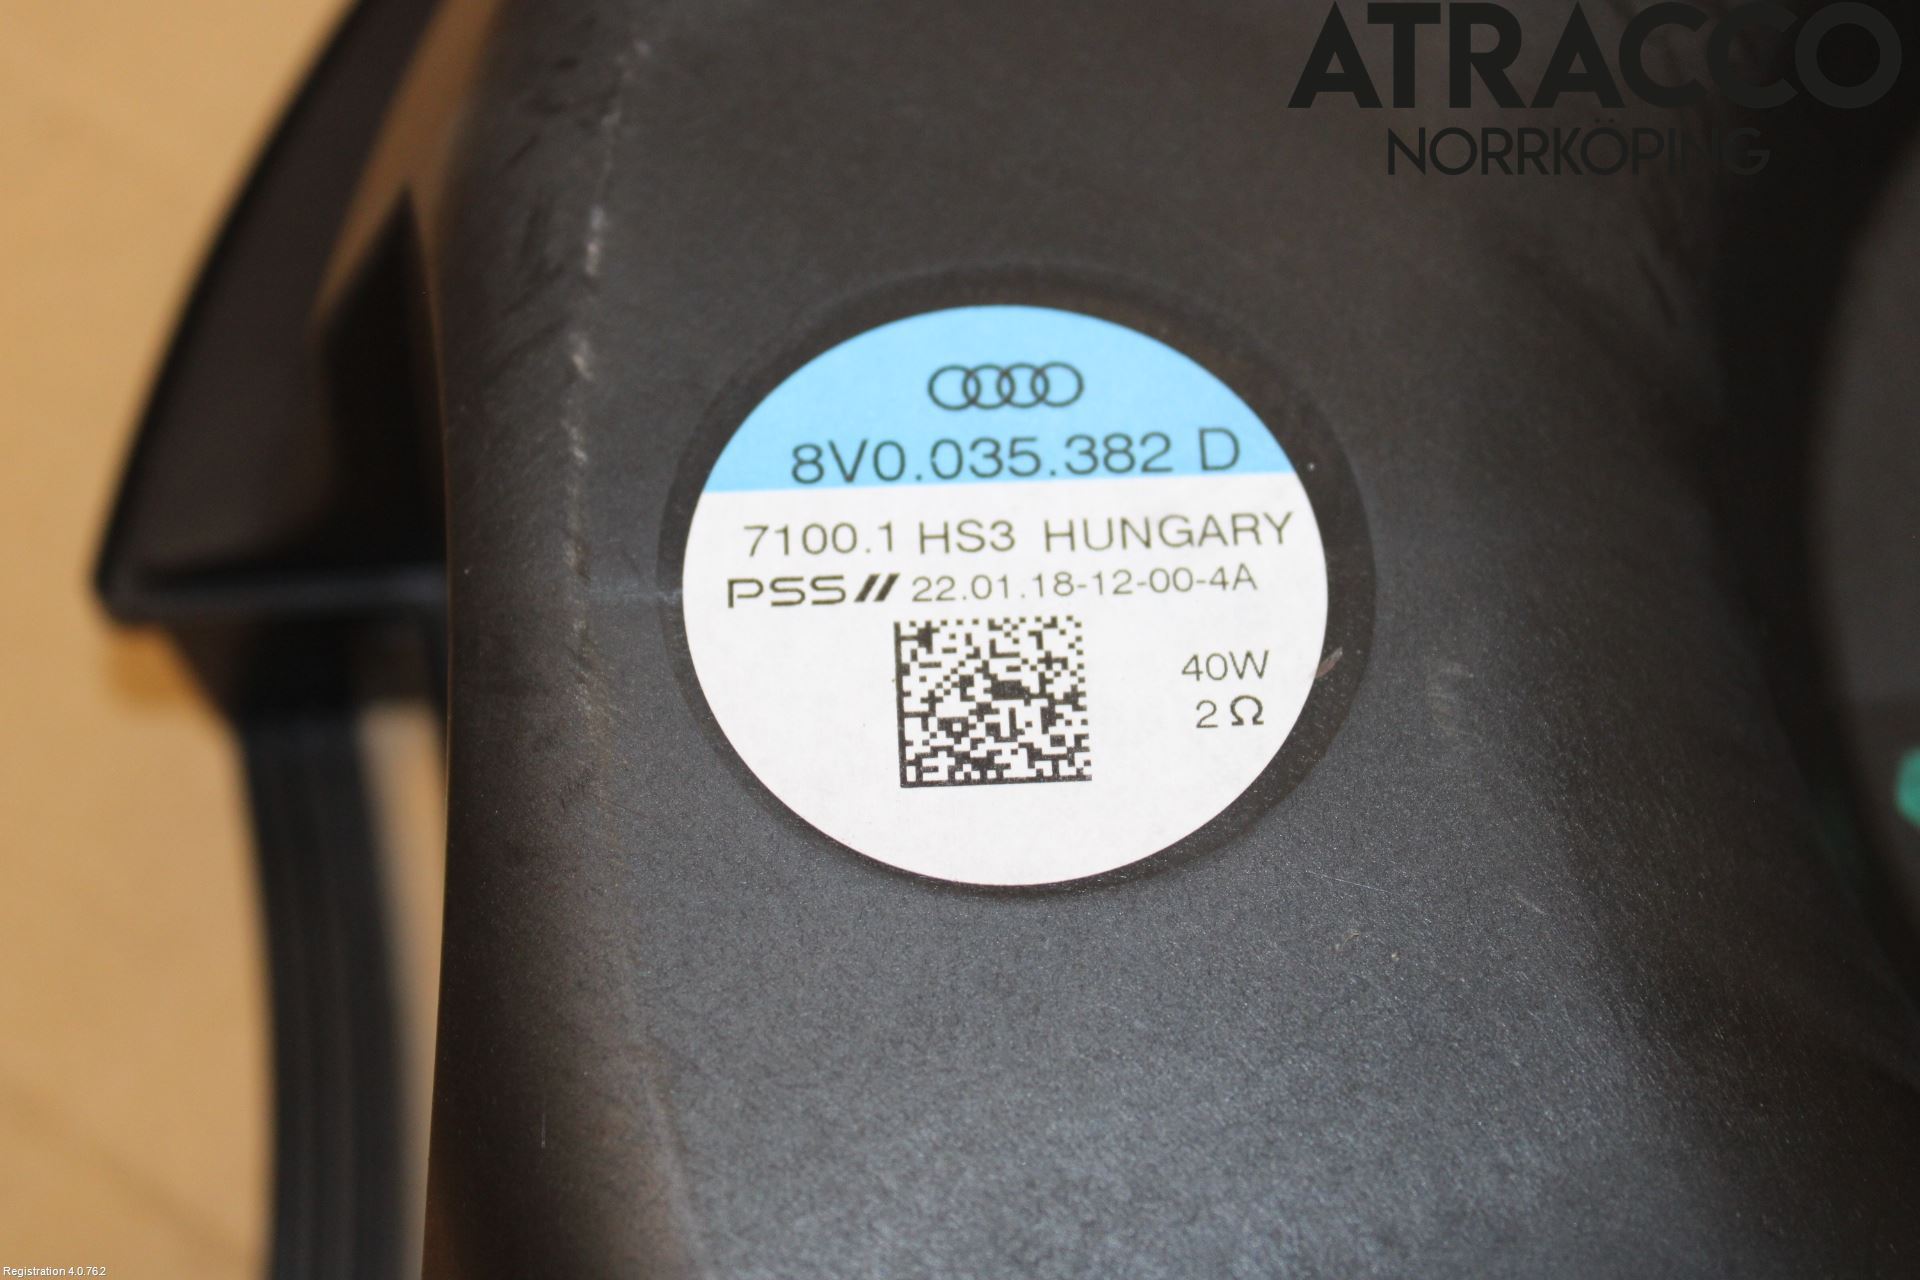 ATRACCO
NORRKÖPING
8V0.035.382 D
7100.1 HS3 HUNGARY
PSS// 22.01.18-12-00-4A
40W
2 Ω
Registration 4.0.762